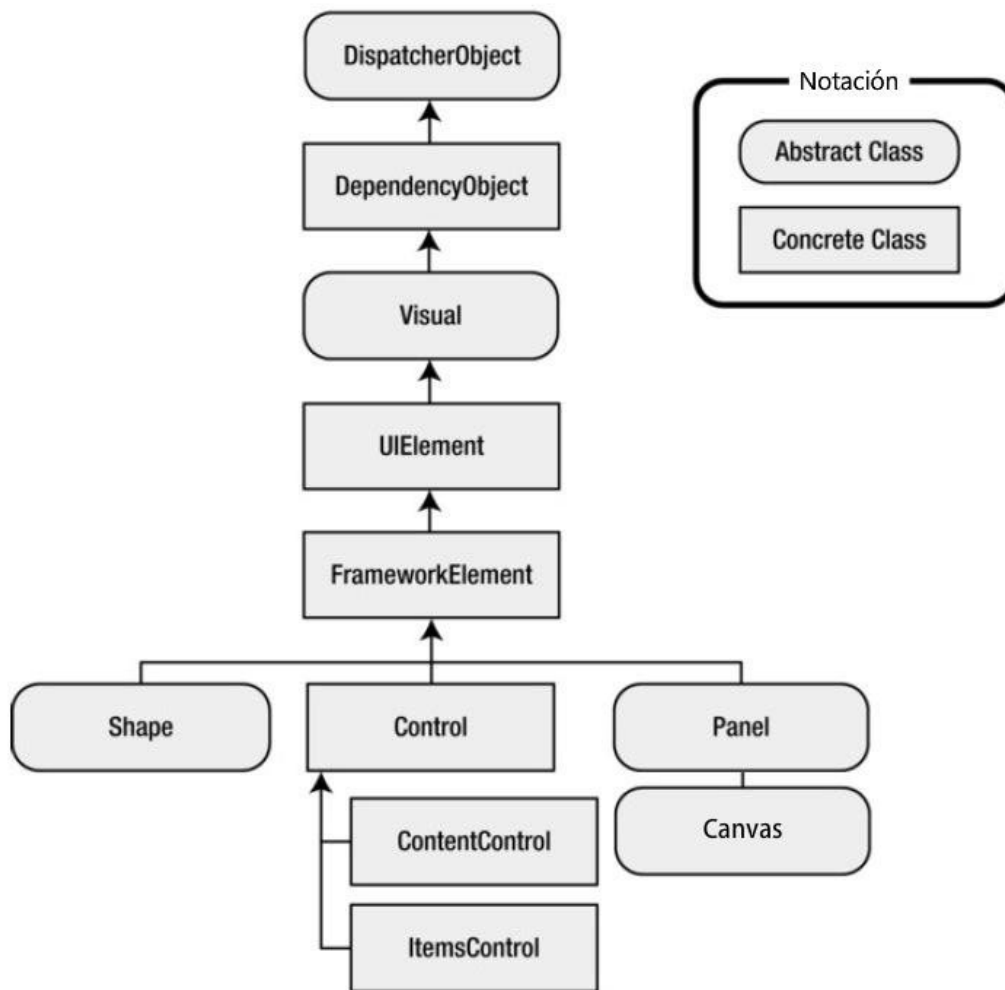 DispatcherObject
Notación
Abstract Class
DependencyObject
Concrete Class
Visual
UIElement
FrameworkElement
Shape
Control
Panel
ContentControl
Canvas
ItemsControl